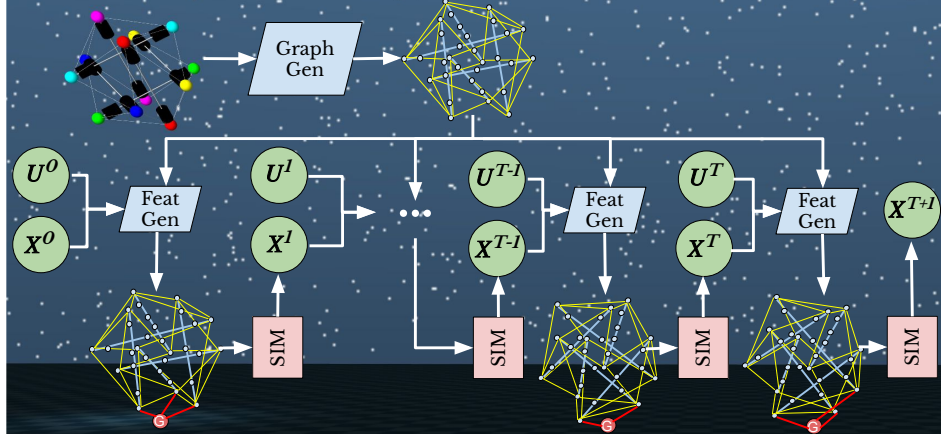 Graph
Gen
U^0
X^0
Feat
Gen
U^1
X^1
...
U^{T-1}
X^{T-1}
Feat
Gen
U^T
X^T
Feat
Gen
X^{T+1}
SIM
SIM
SIM
SIM
G
G
G